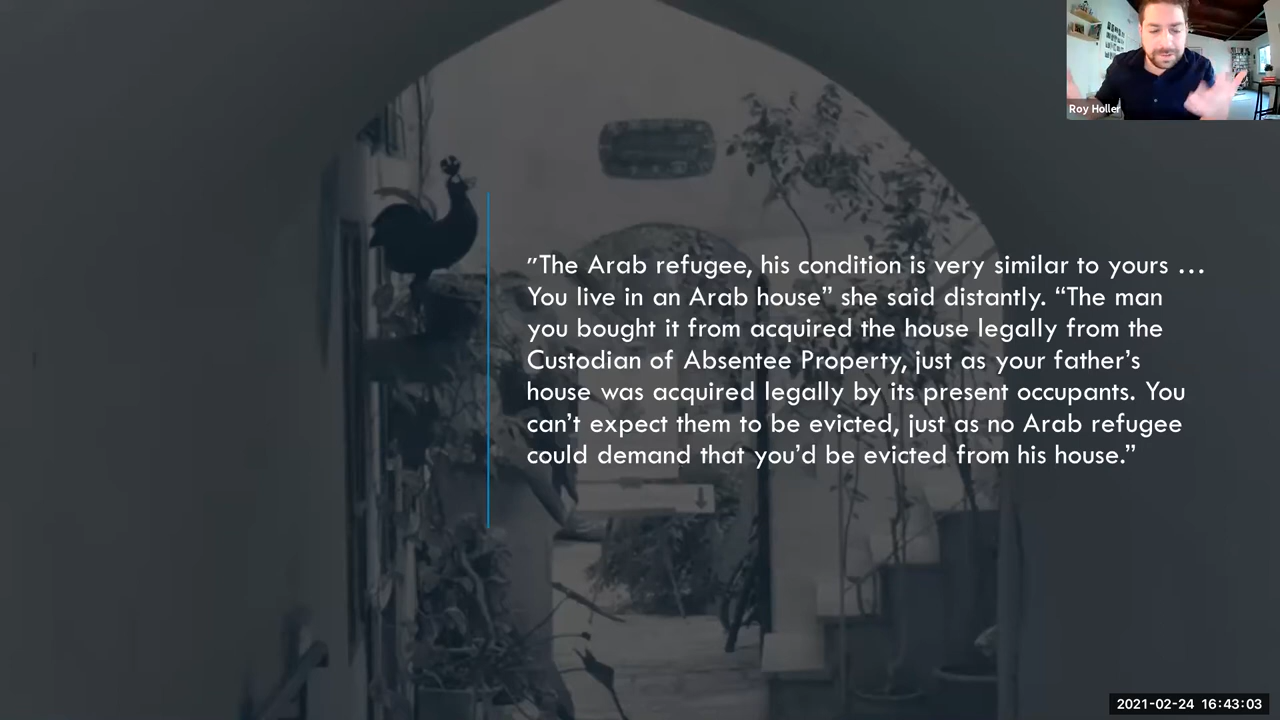 Roy Holler
″The Arab refugee, his condition is very similar to yours …
You live in an Arab house” she said distantly. “The man
you bought it from acquired the house legally from the
Custodian of Absentee Property, just as your father’s
house was acquired legally by its present occupants. You
can’t expect them to be evicted, just as no Arab refugee
could demand that you’d be evicted from his house.”
2021-02-24 16:43:03